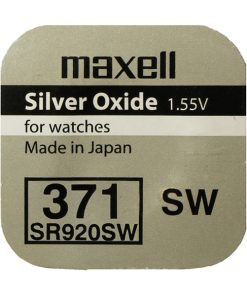 maxell
Silver Oxide 1.55V
for watches
Made in Japan
371 SW
SR920SW